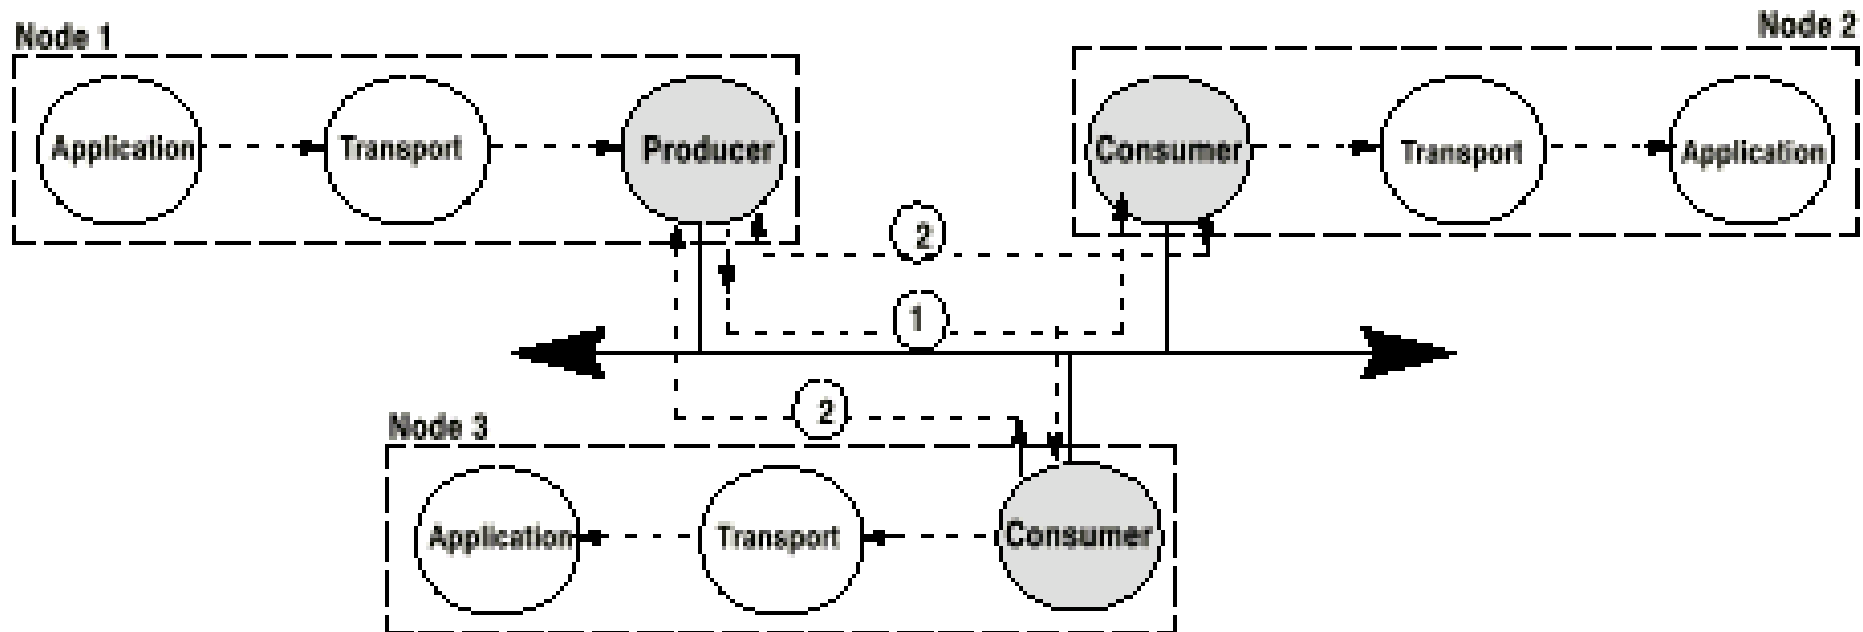 Node 1
Node 2
Application
Transport
Producer
Consumer
Transport
Application
2
1
2
Node 3
Application
Transport
Consumer